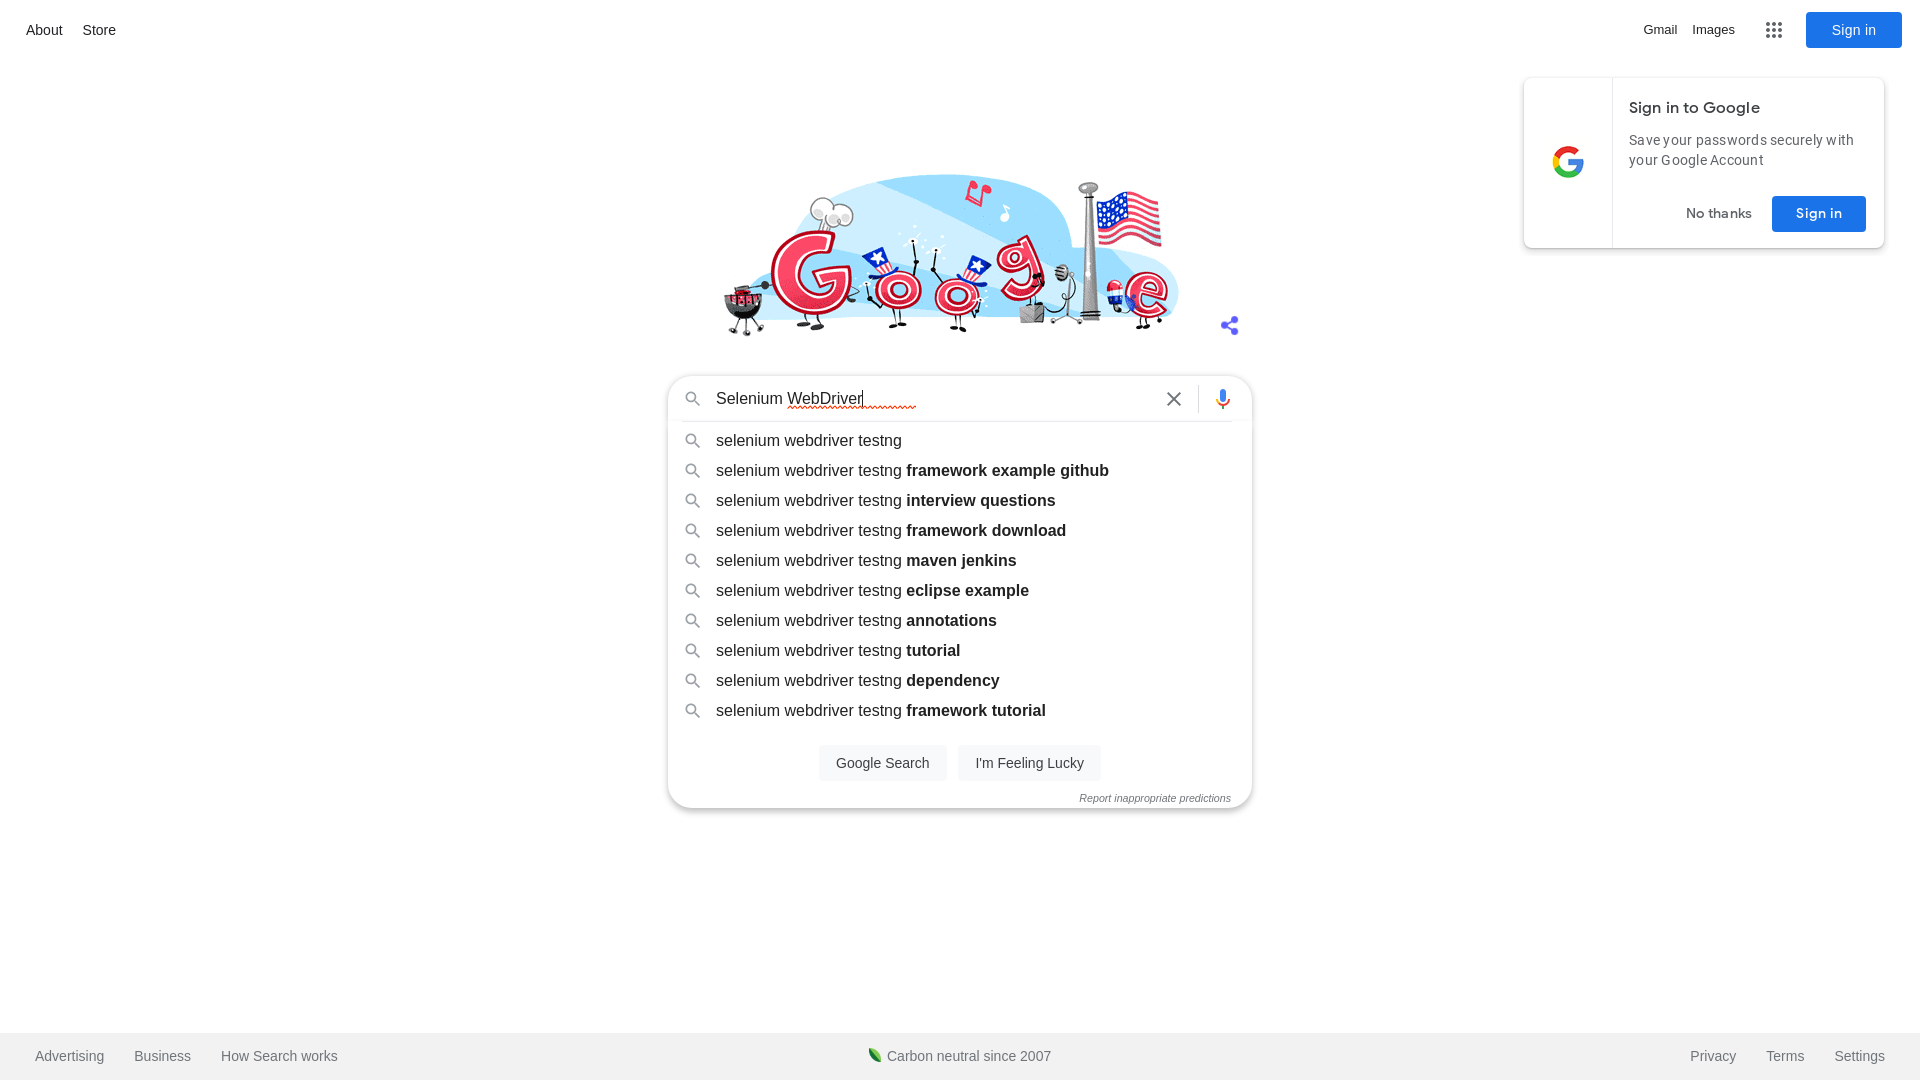 About Store
Gmail Images Sign in
Sign in to Google
Save your passwords securely with
your Google Account
No thanks Sign in
Google
Selenium WebDriver
selenium webdriver testng
selenium webdriver testng framework example github
selenium webdriver testng interview questions
selenium webdriver testng framework download
selenium webdriver testng maven jenkins
selenium webdriver testng eclipse example
selenium webdriver testng annotations
selenium webdriver testng tutorial
selenium webdriver testng dependency
selenium webdriver testng framework tutorial
Google Search I'm Feeling Lucky
Report inappropriate predictions
Advertising Business How Search works Carbon neutral since 2007 Privacy Terms Settings